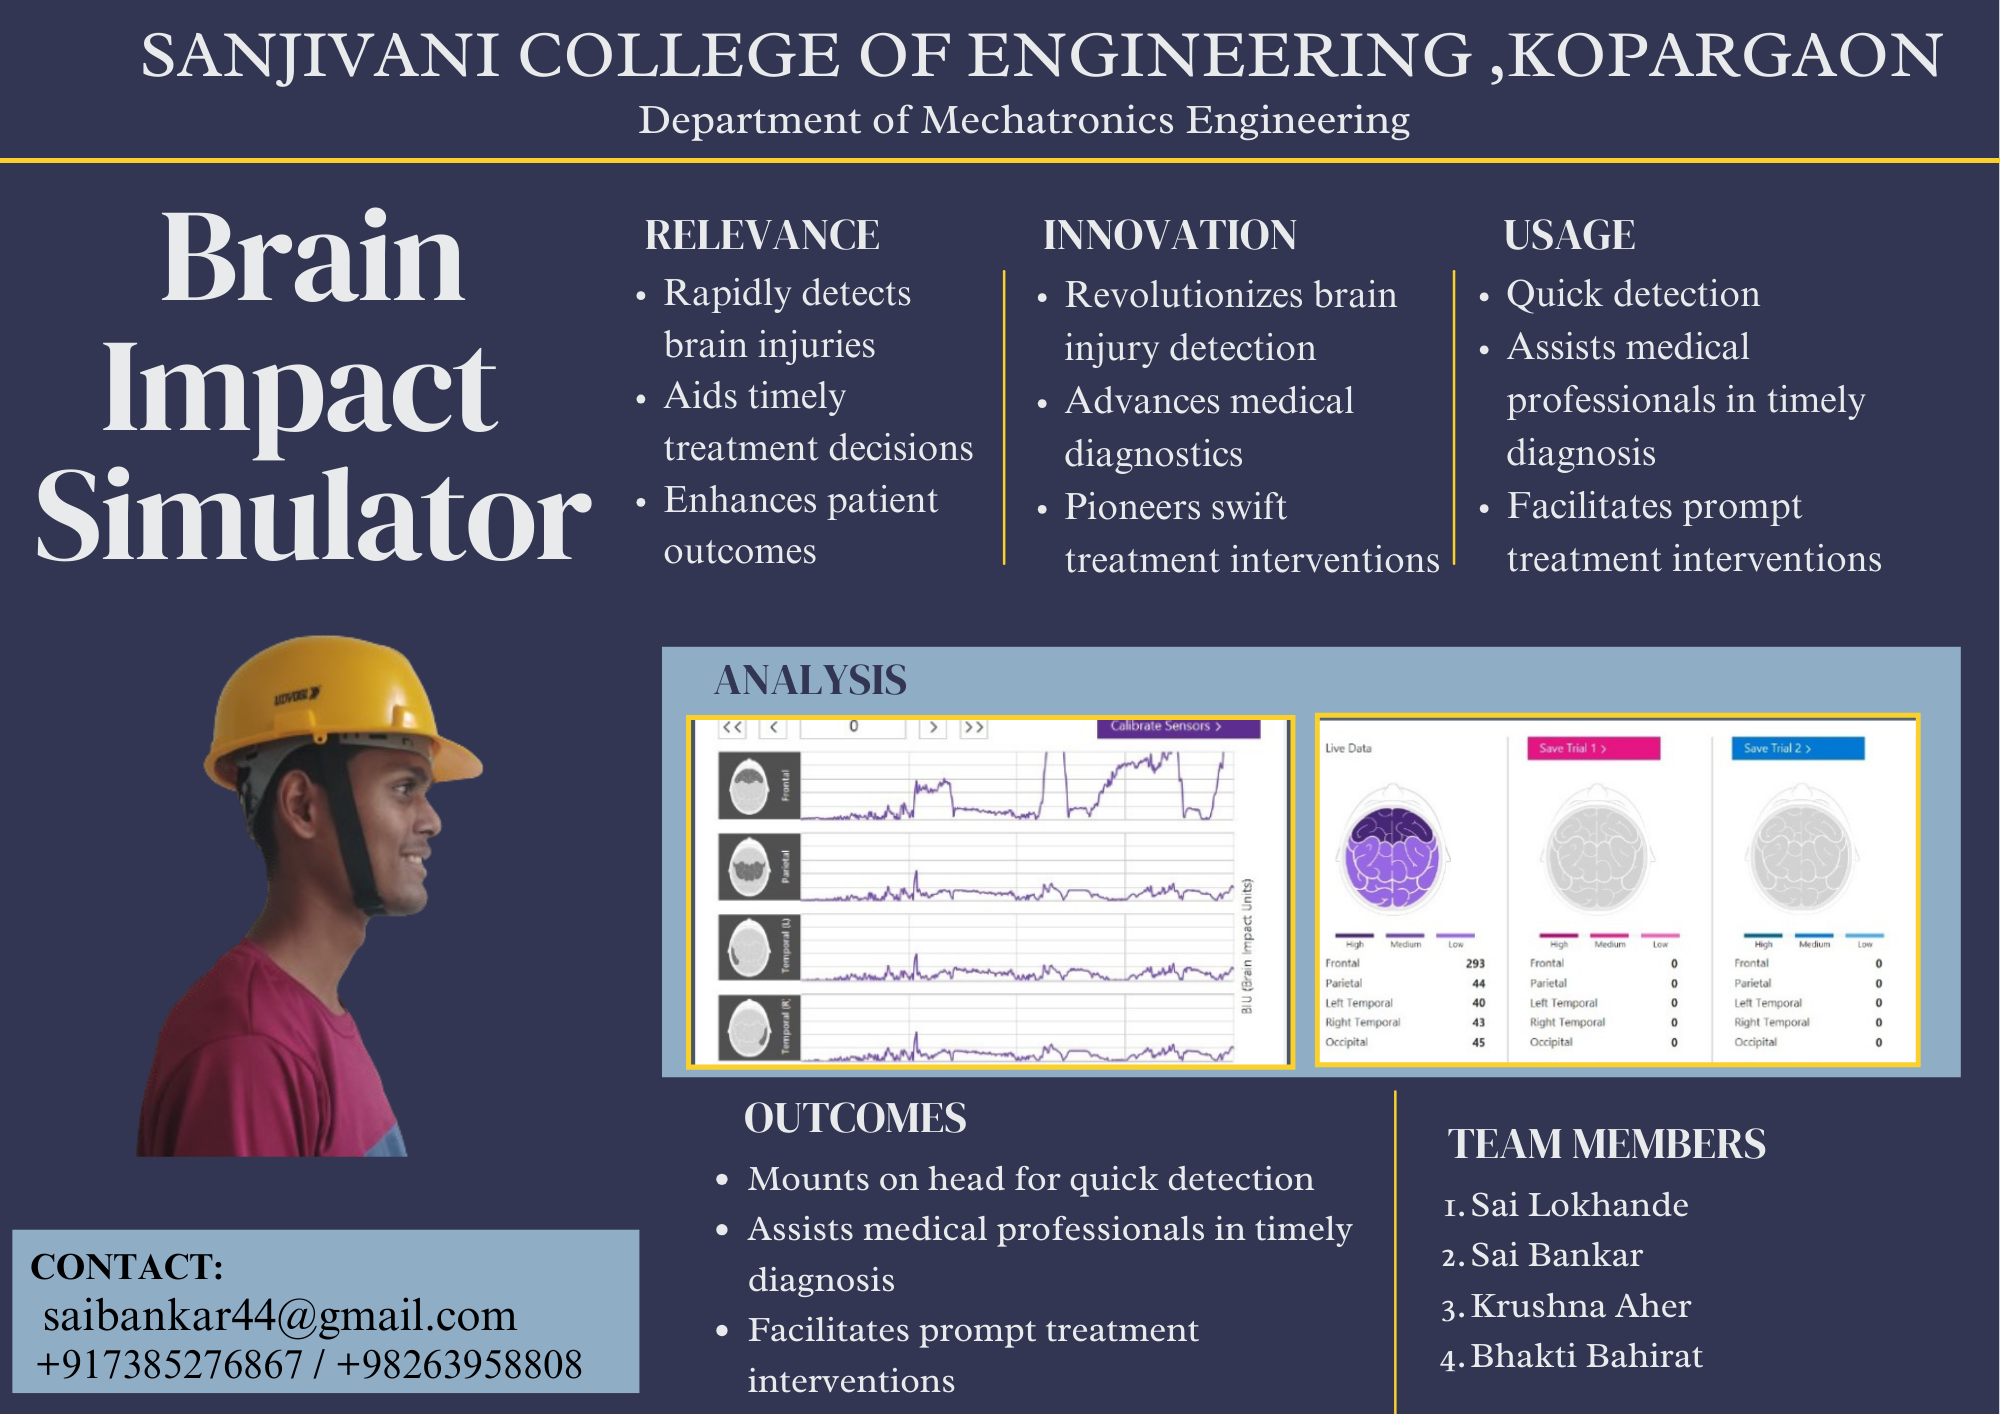 SANJIVANI COLLEGE OF ENGINEERING ,KOPARGAON
Department of Mechatronics Engineering
Brain
Impact
Simulator
RELEVANCE
• Rapidly detects
brain injuries
• Aids timely
treatment decisions
• Enhances patient
outcomes
INNOVATION
• Revolutionizes brain
injury detection
• Advances medical
diagnostics
• Pioneers swift
treatment interventions
USAGE
• Quick detection
• Assists medical
professionals in timely
diagnosis
• Facilitates prompt
treatment interventions
ANALYSIS
<< < 0 > >> Calibrate Sensors >
Frontal
Parietal
Temporal (L)
Temporal (R)
BIU (Brain Impact Units)
Live Data
High Medium Low
Frontal 293
Parietal 44
Left Temporal 40
Right Temporal 43
Occipital 45
Save Trial 1 >
High Medium Low
Frontal 0
Parietal 0
Left Temporal 0
Right Temporal 0
Occipital 0
Save Trial 2 >
High Medium Low
Frontal 0
Parietal 0
Left Temporal 0
Right Temporal 0
Occipital 0
OUTCOMES
• Mounts on head for quick detection
• Assists medical professionals in timely
diagnosis
• Facilitates prompt treatment
interventions
TEAM MEMBERS
1. Sai Lokhande
2. Sai Bankar
3. Krushna Aher
4. Bhakti Bahirat
CONTACT:
saibankar44@gmail.com
+917385276867 / +98263958808